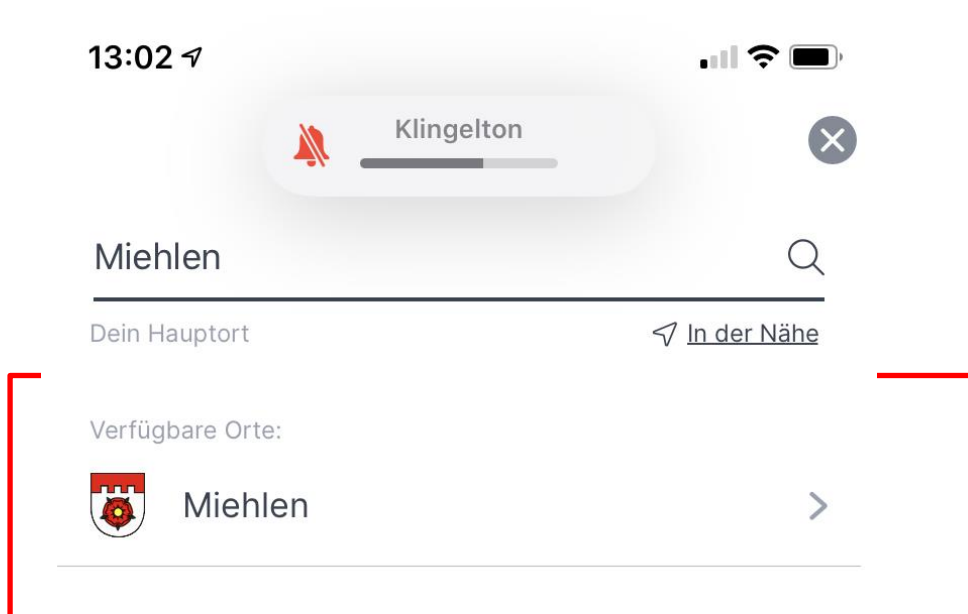 13:02
Klingelton
Miehlen
Dein Hauptort In der Nähe
Verfügbare Orte:
Miehlen